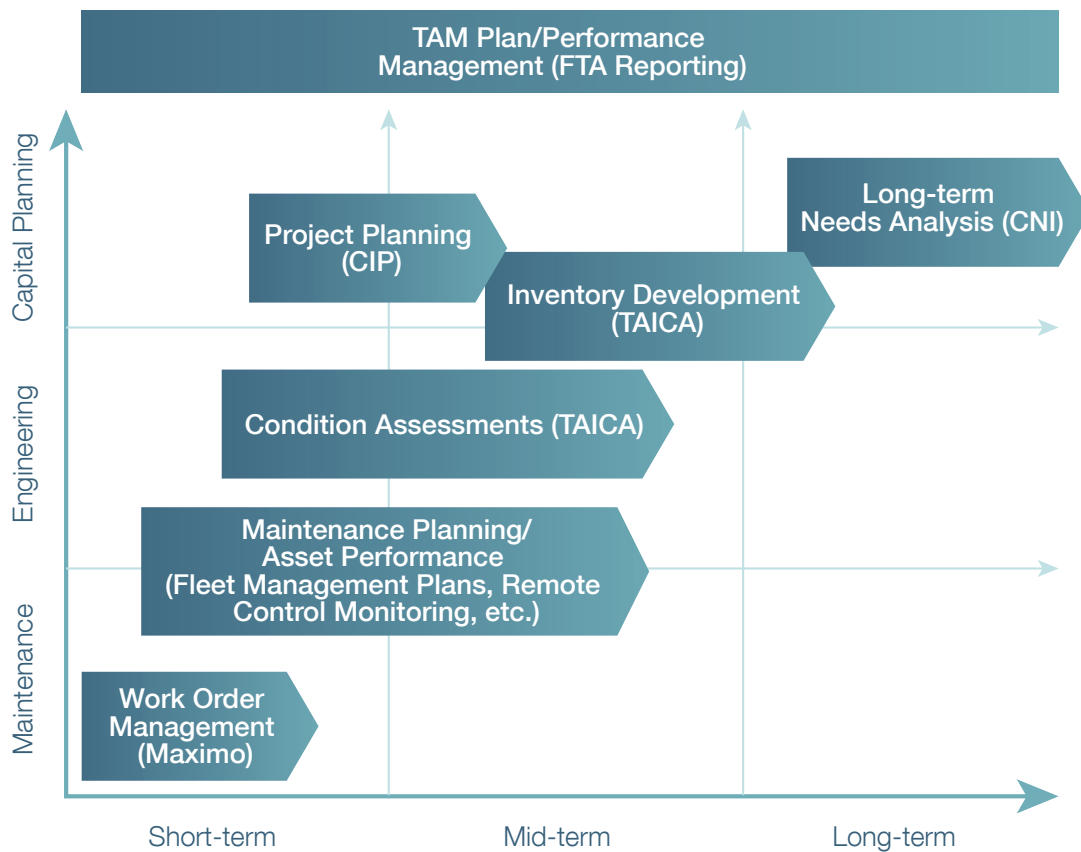 TAM Plan/Performance
Management (FTA Reporting)
Capital Planning
Long-term
Needs Analysis (CNI)
Project Planning
(CIP)
Inventory Development
(TAICA)
Engineering
Condition Assessments (TAICA)
Maintenance Planning/
Asset Performance
(Fleet Management Plans, Remote
Control Monitoring, etc.)
Maintenance
Work Order
Management
(Maximo)
Short-term
Mid-term
Long-term